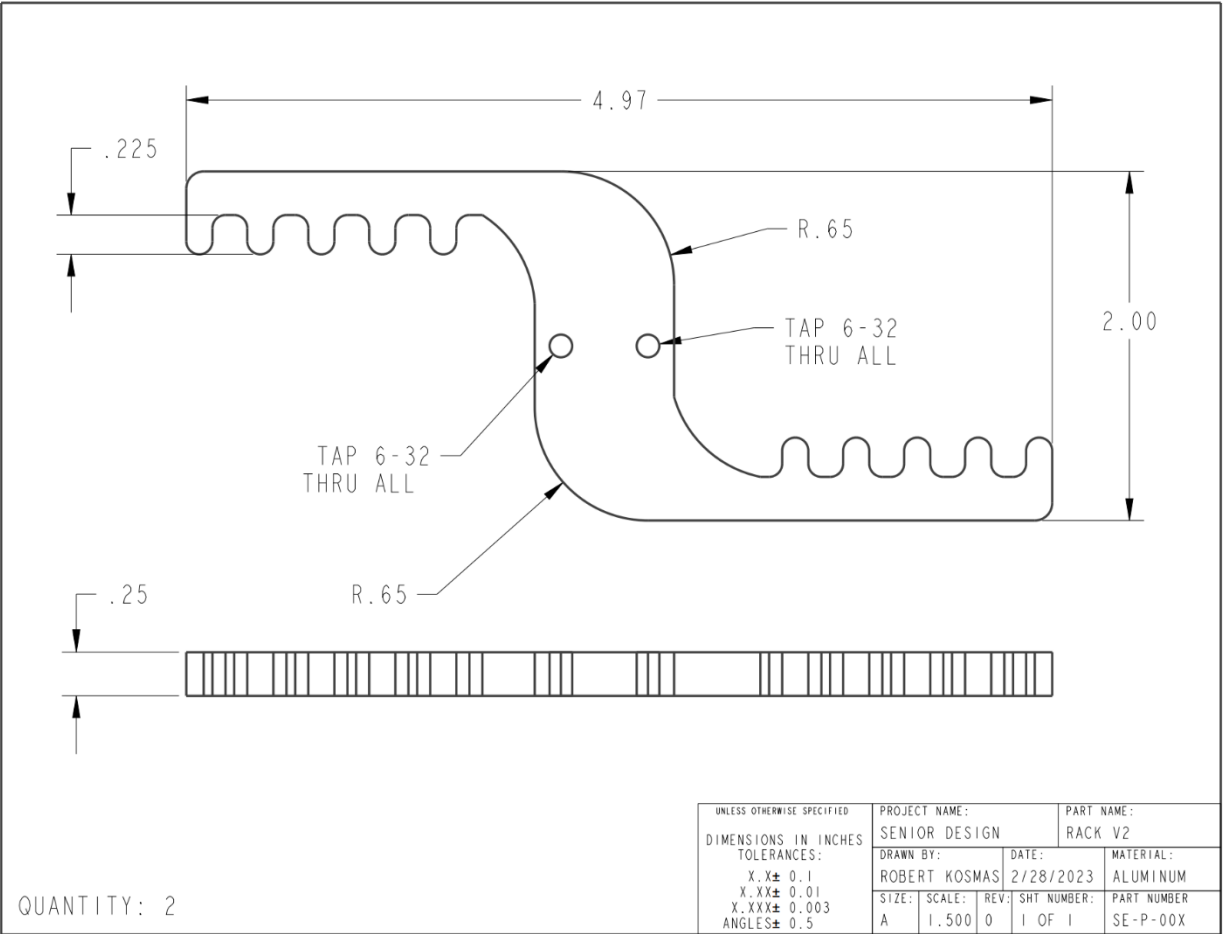 4.97
.225
R.65
2.00
TAP 6-32
THRU ALL
TAP 6-32
THRU ALL
R.65
.25
QUANTITY: 2
UNLESS OTHERWISE SPECIFIED
DIMENSIONS IN INCHES
TOLERANCES:
X.X± 0.1
X.XX± 0.01
X.XXX± 0.003
ANGLES± 0.5
PROJECT NAME:
SENIOR DESIGN
PART NAME:
RACK V2
DRAWN BY:
ROBERT KOSMAS
DATE:
2/28/2023
MATERIAL:
ALUMINUM
SIZE:
A
SCALE:
1.500
REV:
0
SHT NUMBER:
1 OF 1
PART NUMBER
SE-P-00X